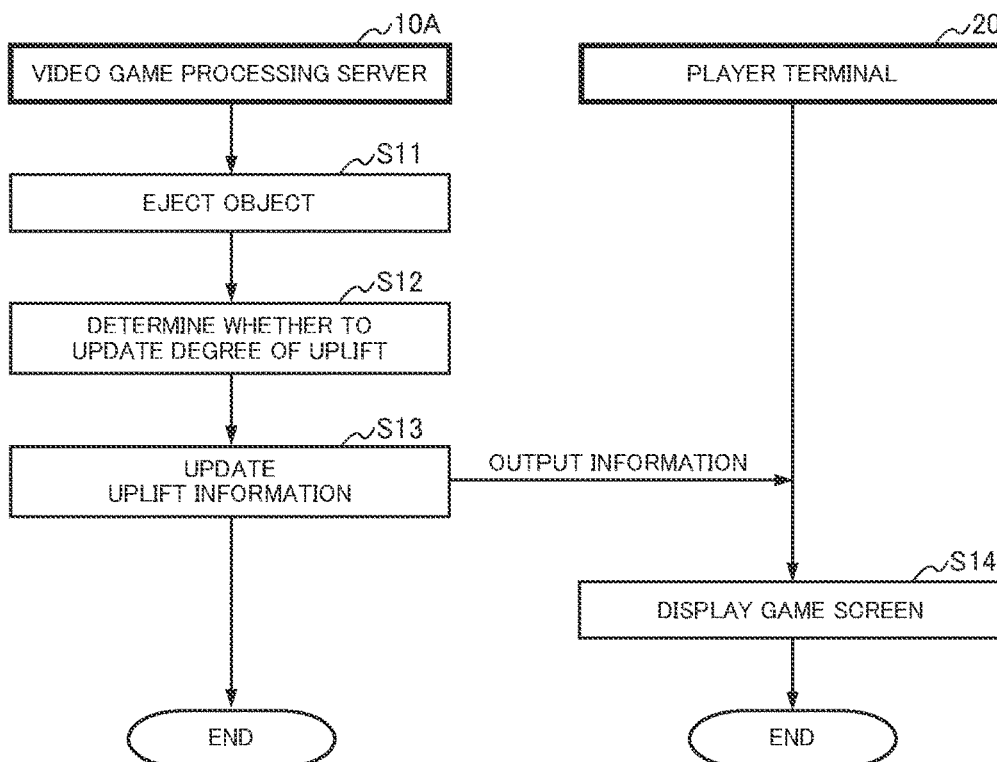 10A
VIDEO GAME PROCESSING SERVER
20
PLAYER TERMINAL
S11
EJECT OBJECT
S12
DETERMINE WHETHER TO
UPDATE DEGREE OF UPLIFT
S13
UPDATE
UPLIFT INFORMATION
OUTPUT INFORMATION
S14
DISPLAY GAME SCREEN
END
END